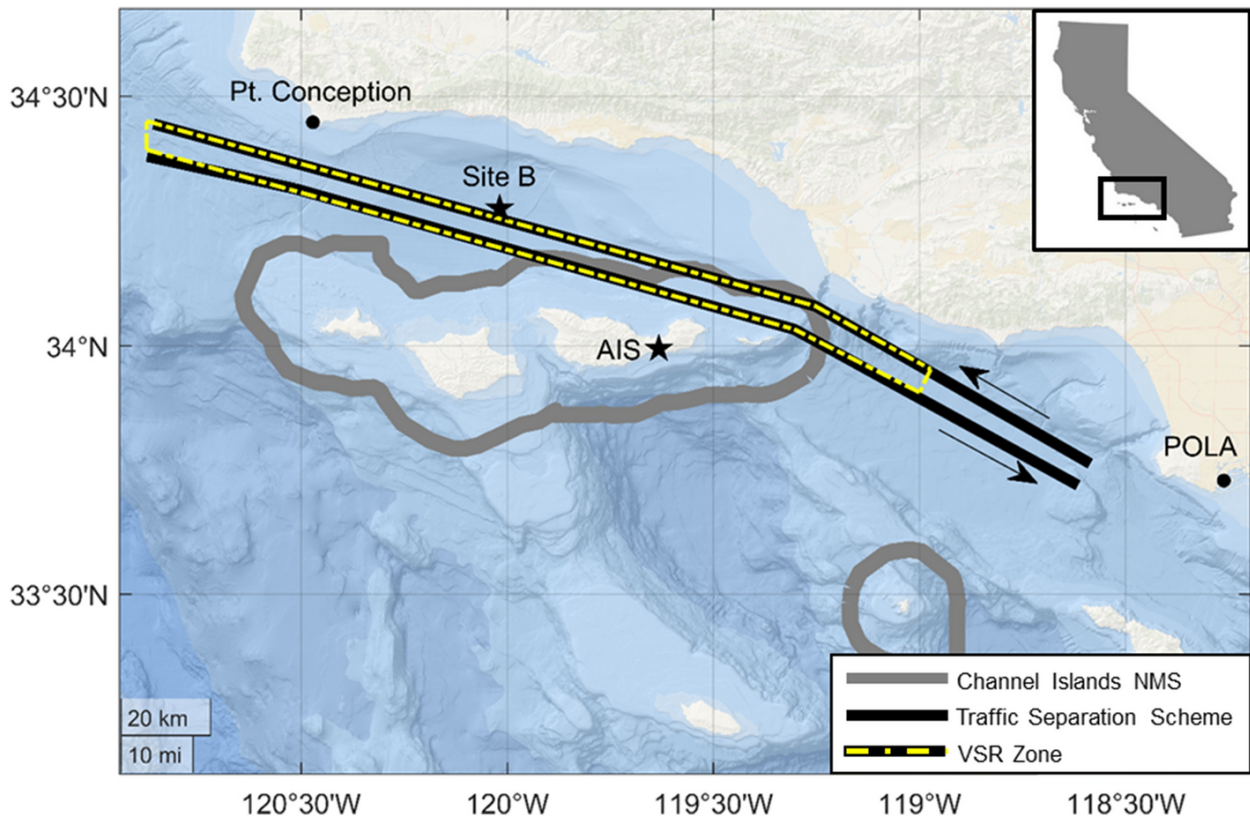 34°30'N
Pt. Conception
Site B
34°N
AIS
POLA
33°30'N
20 km
10 mi
Channel Islands NMS
Traffic Separation Scheme
VSR Zone
120°30'W
120°W
119°30'W
119°W
118°30'W